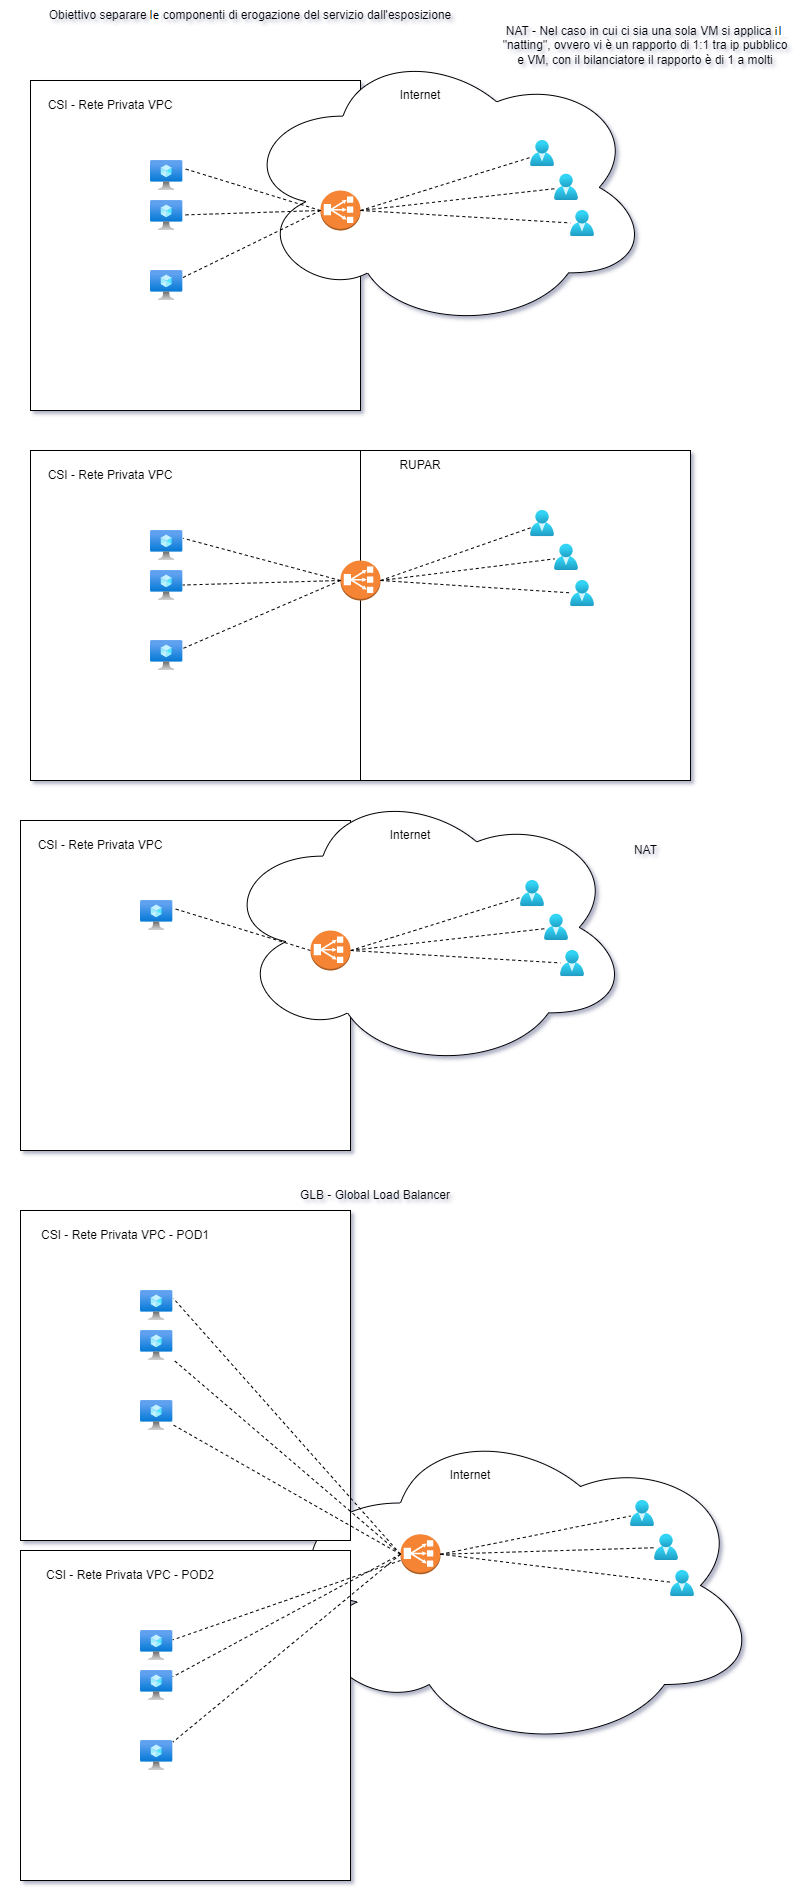 Obiettivo separare le componenti di erogazione del servizio dall'esposizione
NAT - Nel caso in cui ci sia una sola VM si applica il
"natting", ovvero vi è un rapporto di 1:1 tra ip pubblico
e VM, con il bilanciatore il rapporto è di 1 a molti
CSI - Rete Privata VPC
Internet
CSI - Rete Privata VPC
RUPAR
CSI - Rete Privata VPC
Internet
NAT
GLB - Global Load Balancer
CSI - Rete Privata VPC - POD1
Internet
CSI - Rete Privata VPC - POD2